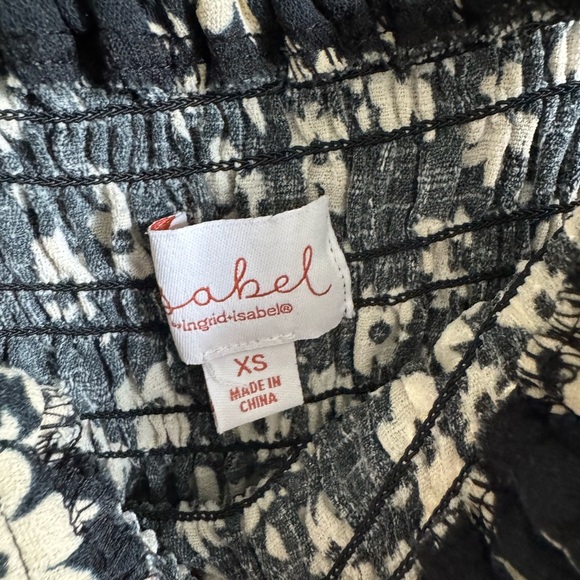 isabel
ingrid+isabel®
XS
MADE IN
CHINA